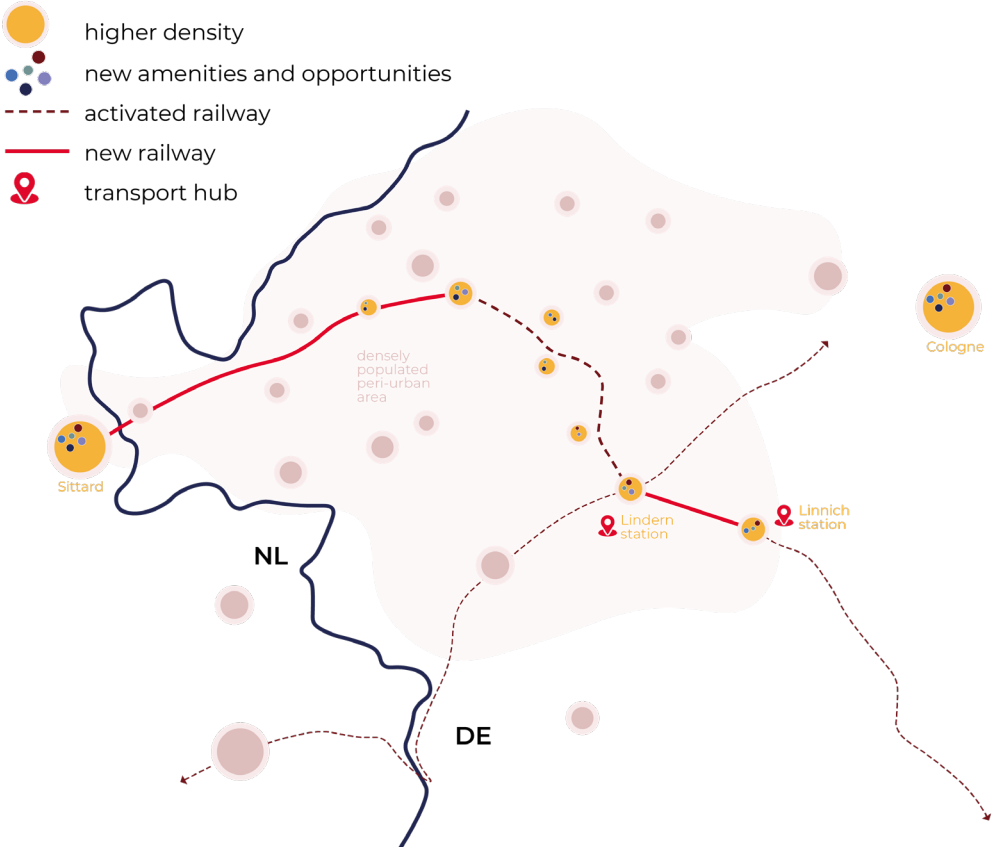 higher density
new amenities and opportunities
activated railway
new railway
transport hub
densely
populated
peri-urban
area
Cologne
Sittard
Lindern
station
Linnich
station
NL
DE